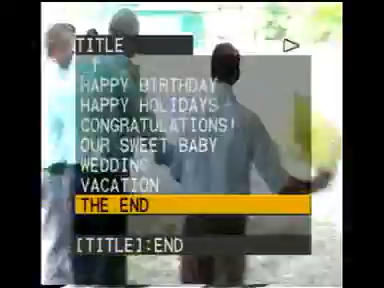 TITLE
HAPPY BIRTHDAY
HAPPY HOLIDAYS
CONGRATULATIONS!
OUR SWEET BABY
WEDDING
VACATION
THE END
[TITLE]:END